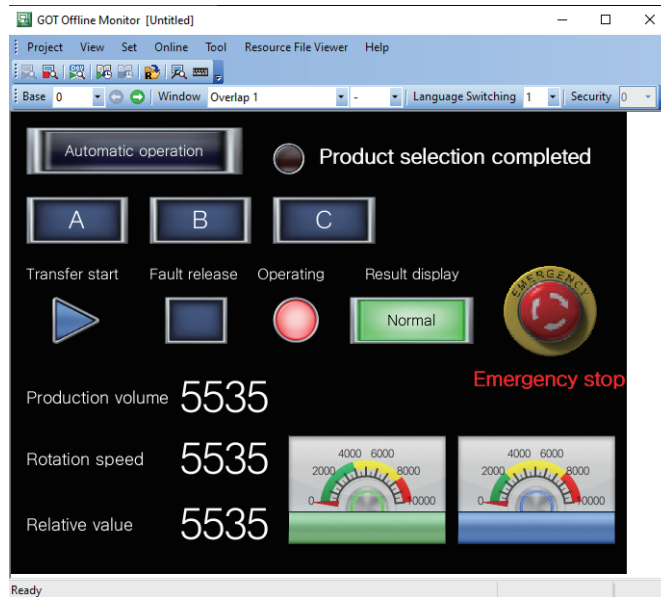 GOT Offline Monitor [Untitled]
Project View Set Online Tool Resource File Viewer Help
Base 0 Window Overlap 1 - Language Switching 1 Security 0
Automatic operation
Product selection completed
A B C
Transfer start Fault release Operating Result display
EMERGENCY
Normal
Emergency stop
Production volume 5535
Rotation speed 5535
4000 6000 4000 6000
2000 8000 2000 8000
0 10000 0 10000
Relative value 5535
Ready